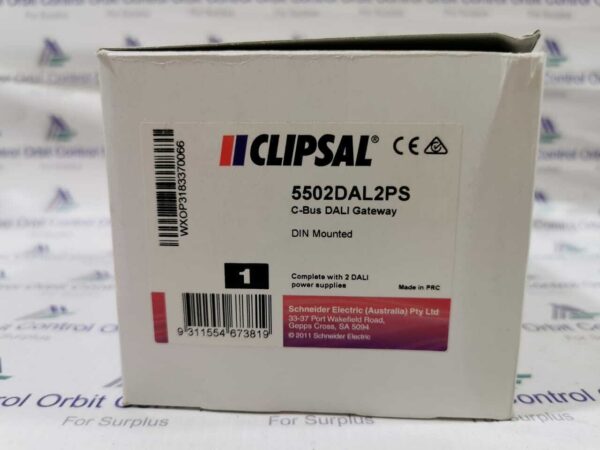 CLIPSAL®
CE
5502DAL2PS
C-Bus DALI Gateway
DIN Mounted
WXOP3183370066
1
Complete with 2 DALI
power supplies
Made in PRC
9 311554 673819
Schneider Electric (Australia) Pty Ltd
33-37 Port Wakefield Road,
Gepps Cross, SA 5094
© 2011 Schneider Electric
Orbit Control
For Surplus